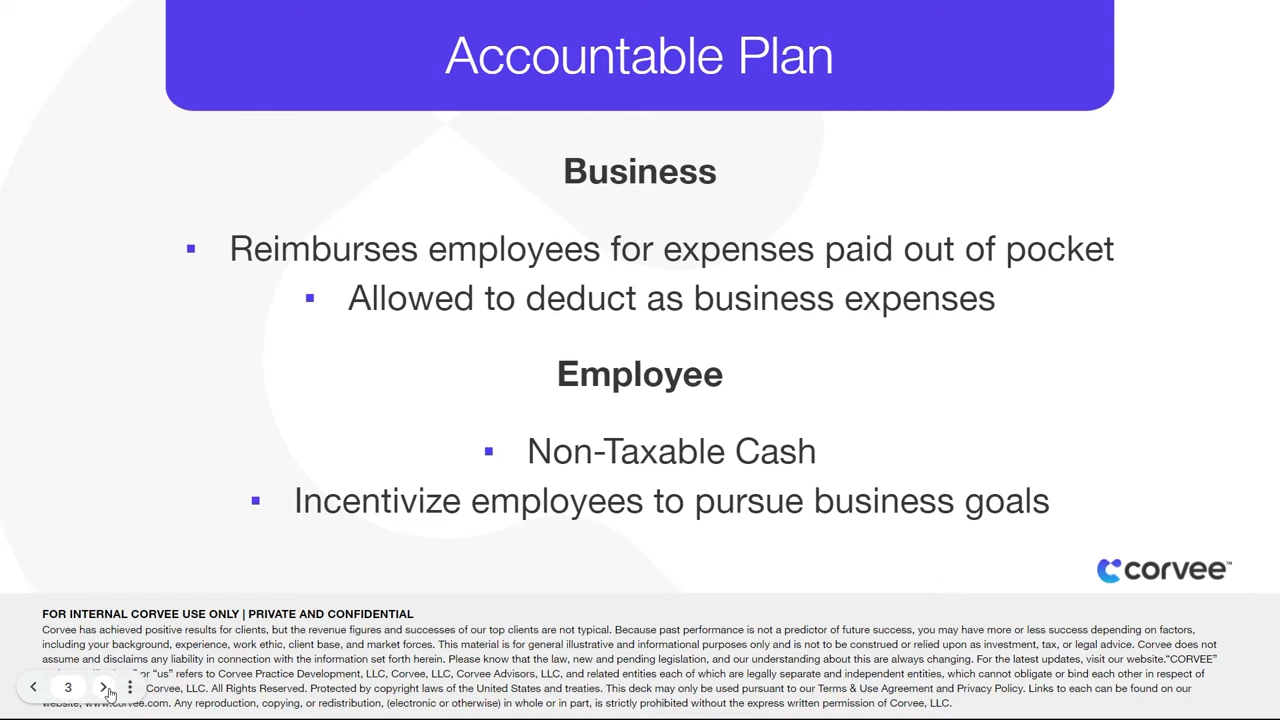 Accountable Plan
Business
▪ Reimburses employees for expenses paid out of pocket
▪ Allowed to deduct as business expenses
Employee
▪ Non-Taxable Cash
▪ Incentivize employees to pursue business goals
corvee™
FOR INTERNAL CORVEE USE ONLY | PRIVATE AND CONFIDENTIAL
Corvee has achieved positive results for clients, but the revenue figures and successes of our top clients are not typical. Because past performance is not a predictor of future success, you may have more or less success depending on factors,
including your background, experience, work ethic, client base, and market forces. This material is for general illustrative and informational purposes only and is not to be construed or relied upon as investment, tax, or legal advice. Corvee does not
assume and disclaims any liability in connection with the information set forth herein. Please know that the law, new and pending legislation, and our understanding about this are always changing. For the latest updates, visit our website.“CORVEE”
or “us” refers to Corvee Practice Development, LLC, Corvee, LLC, Corvee Advisors, LLC, and related entities each of which are legally separate and independent entities, which cannot obligate or bind each other in respect of
3 Corvee, LLC. All Rights Reserved. Protected by copyright laws of the United States and treaties. This deck may only be used pursuant to our Terms & Use Agreement and Privacy Policy. Links to each can be found on our
website, www.corvee.com. Any reproduction, copying, or redistribution, (electronic or otherwise) in whole or in part, is strictly prohibited without the express written permission of Corvee, LLC.